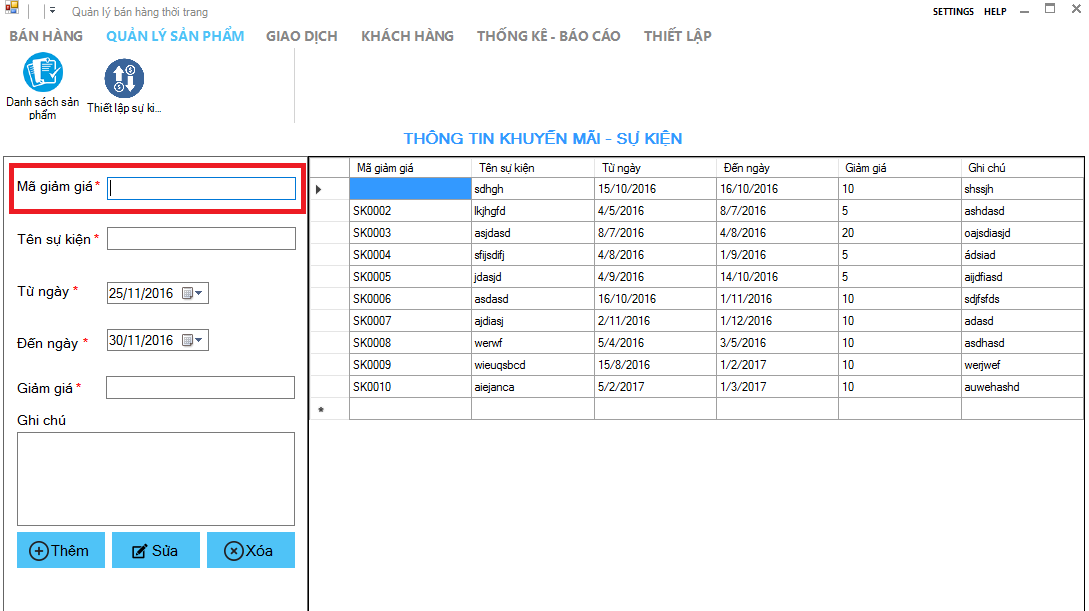 Quản lý bán hàng thời trang
SETTINGS HELP
BÁN HÀNG QUẢN LÝ SẢN PHẨM GIAO DỊCH KHÁCH HÀNG THỐNG KÊ - BÁO CÁO THIẾT LẬP
Danh sách sản phẩm
Thiết lập sự ki...
THÔNG TIN KHUYẾN MÃI - SỰ KIỆN
Mã giảm giá *
Tên sự kiện *
Từ ngày * 25/11/2016
Đến ngày * 30/11/2016
Giảm giá *
Ghi chú
Thêm Sửa Xóa
Mã giảm giá Tên sự kiện Từ ngày Đến ngày Giảm giá Ghi chú
sdhgh 15/10/2016 16/10/2016 10 shssjh
SK0002 lkjhgfd 4/5/2016 8/7/2016 5 ashdasd
SK0003 asjdasd 8/7/2016 4/8/2016 20 oajsdiasjd
SK0004 sfijsdifj 4/8/2016 1/9/2016 5 ádsiad
SK0005 jdasjd 4/9/2016 14/10/2016 5 aijdfiasd
SK0006 asdasd 16/10/2016 1/11/2016 10 sdjfsfds
SK0007 ajdiasj 2/11/2016 1/12/2016 10 adasd
SK0008 werwf 5/4/2016 3/5/2016 10 asdhasd
SK0009 wieuqsbcd 15/8/2016 1/2/2017 10 werjwef
SK0010 aiejanca 5/2/2017 1/3/2017 10 auwehashd